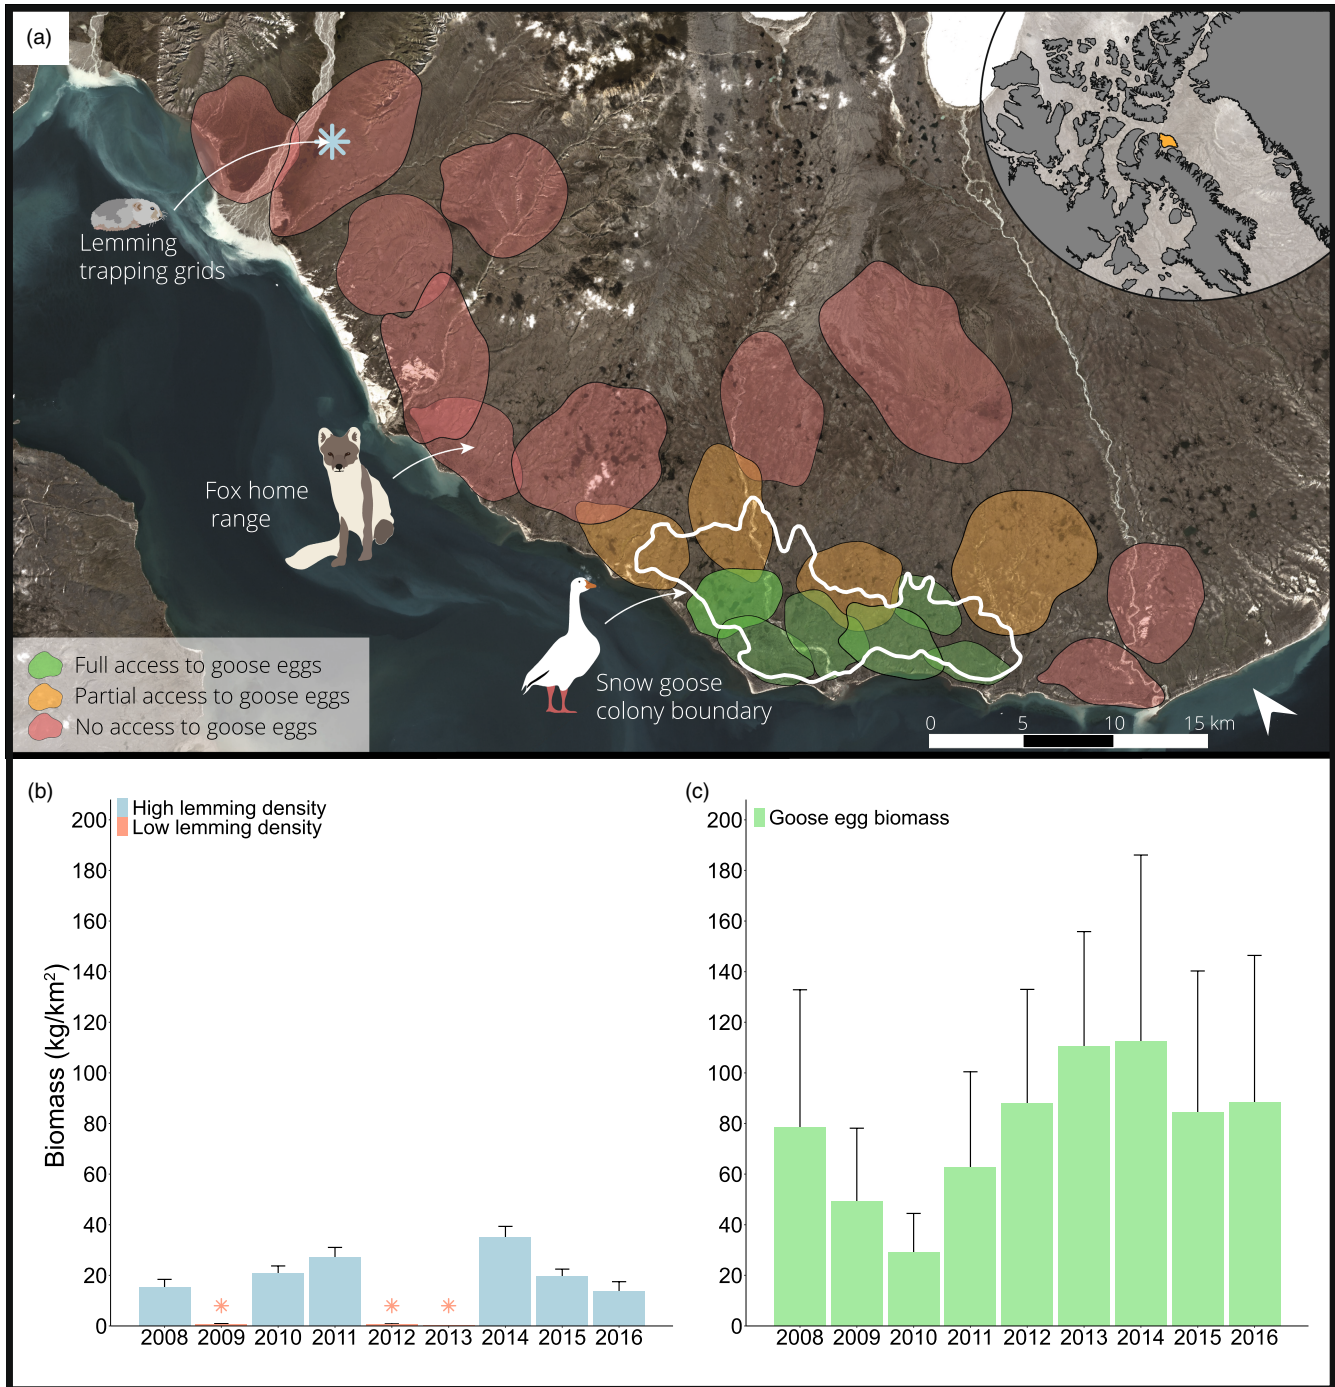 (a)
Lemming
trapping grids
Fox home
range
Snow goose
colony boundary
Full access to goose eggs
Partial access to goose eggs
No access to goose eggs
0 5 10 15 km
(b)
High lemming density
Low lemming density
Biomass (kg/km²)
200
180
160
140
120
100
80
60
40
20
0
2008 2009 2010 2011 2012 2013 2014 2015 2016
(c)
Goose egg biomass
200
180
160
140
120
100
80
60
40
20
0
2008 2009 2010 2011 2012 2013 2014 2015 2016